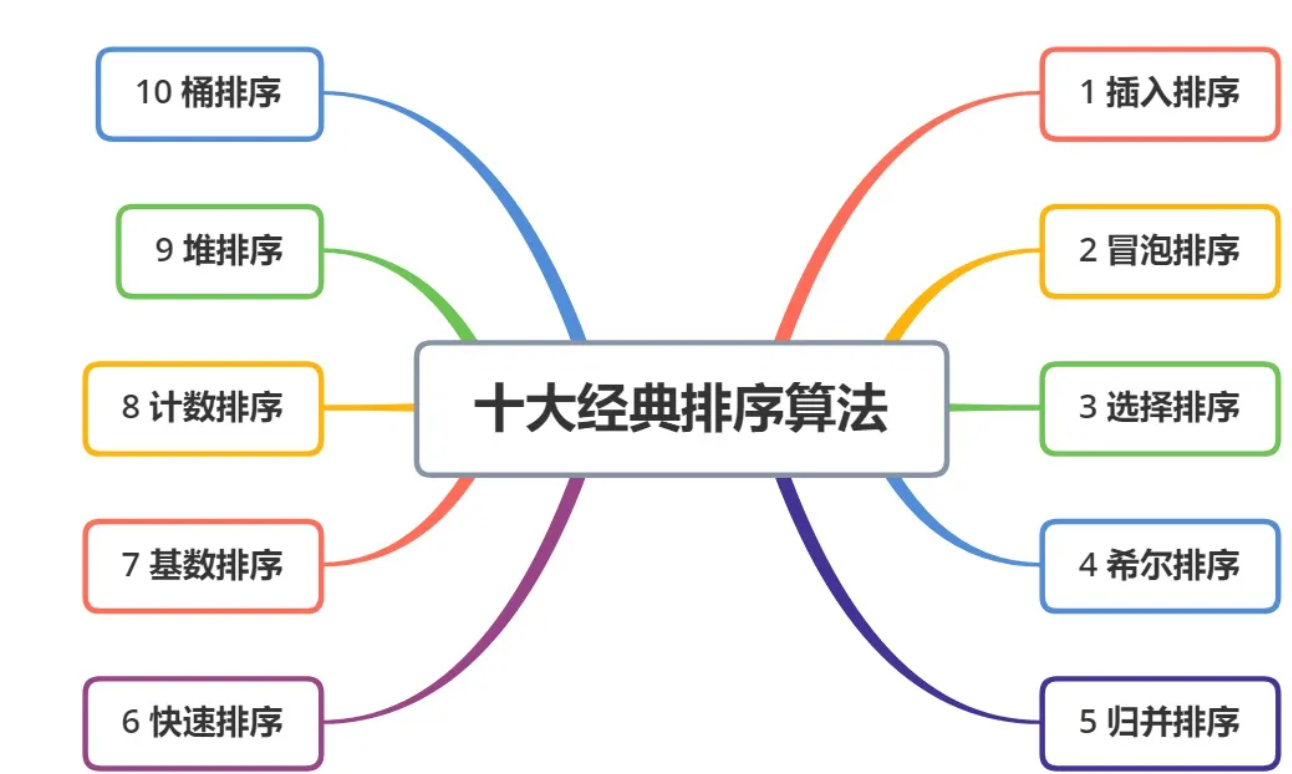 十大经典排序算法
1 插入排序
2 冒泡排序
3 选择排序
4 希尔排序
5 归并排序
6 快速排序
7 基数排序
8 计数排序
9 堆排序
10 桶排序